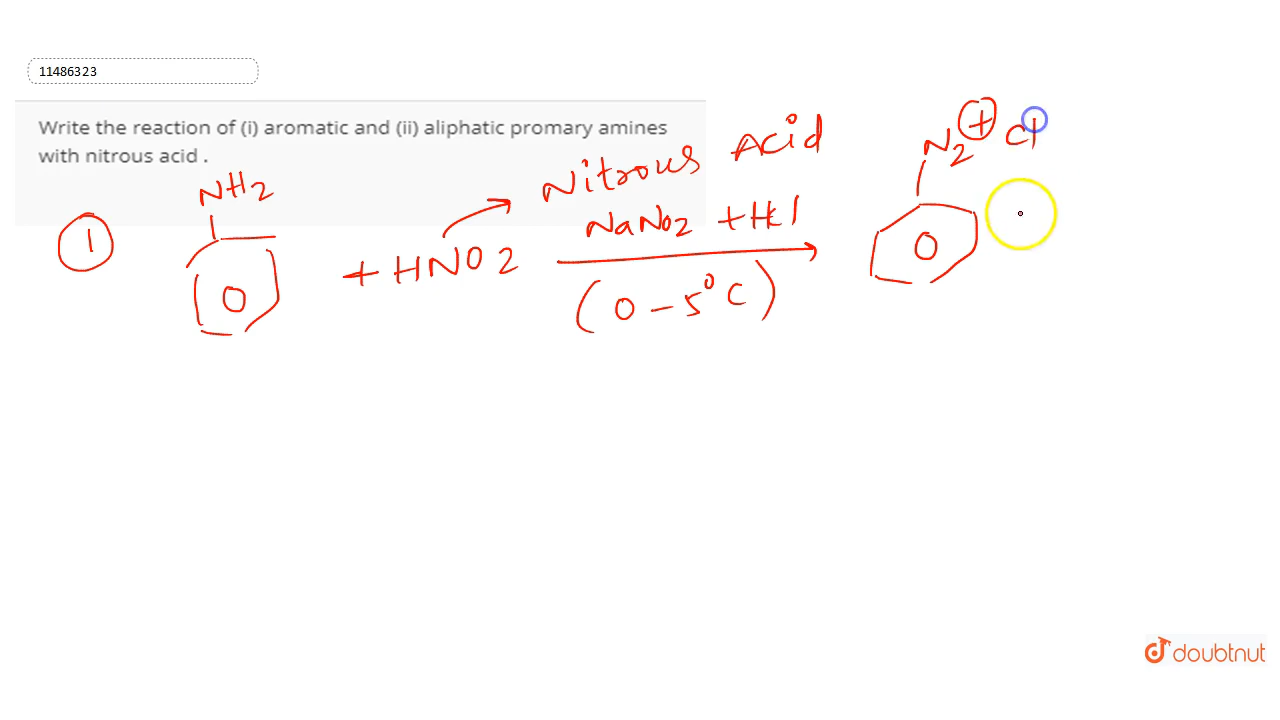 11486323
Write the reaction of (i) aromatic and (ii) aliphatic promary amines
with nitrous acid .
Nitrous Acid
N2 + Cl
NH2
NaNO2 + HCl
1
+ HNO2
(0-5°C)
O
O
doubtnut